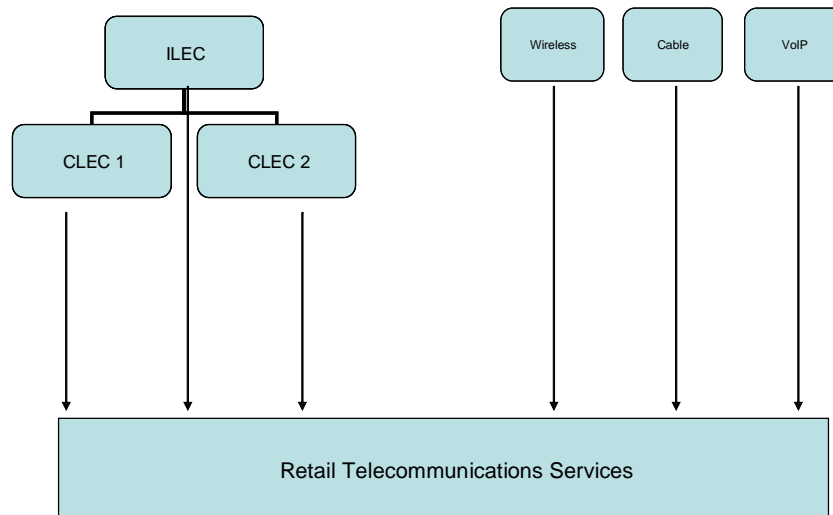 ILEC
Wireless
Cable
VoIP
CLEC 1
CLEC 2
Retail Telecommunications Services